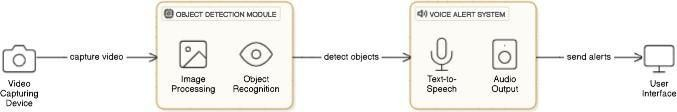 OBJECT DETECTION MODULE
VOICE ALERT SYSTEM
capture video
detect objects
send alerts
Video
Capturing
Device
Image
Processing
Object
Recognition
Text-to-
Speech
Audio
Output
User
Interface